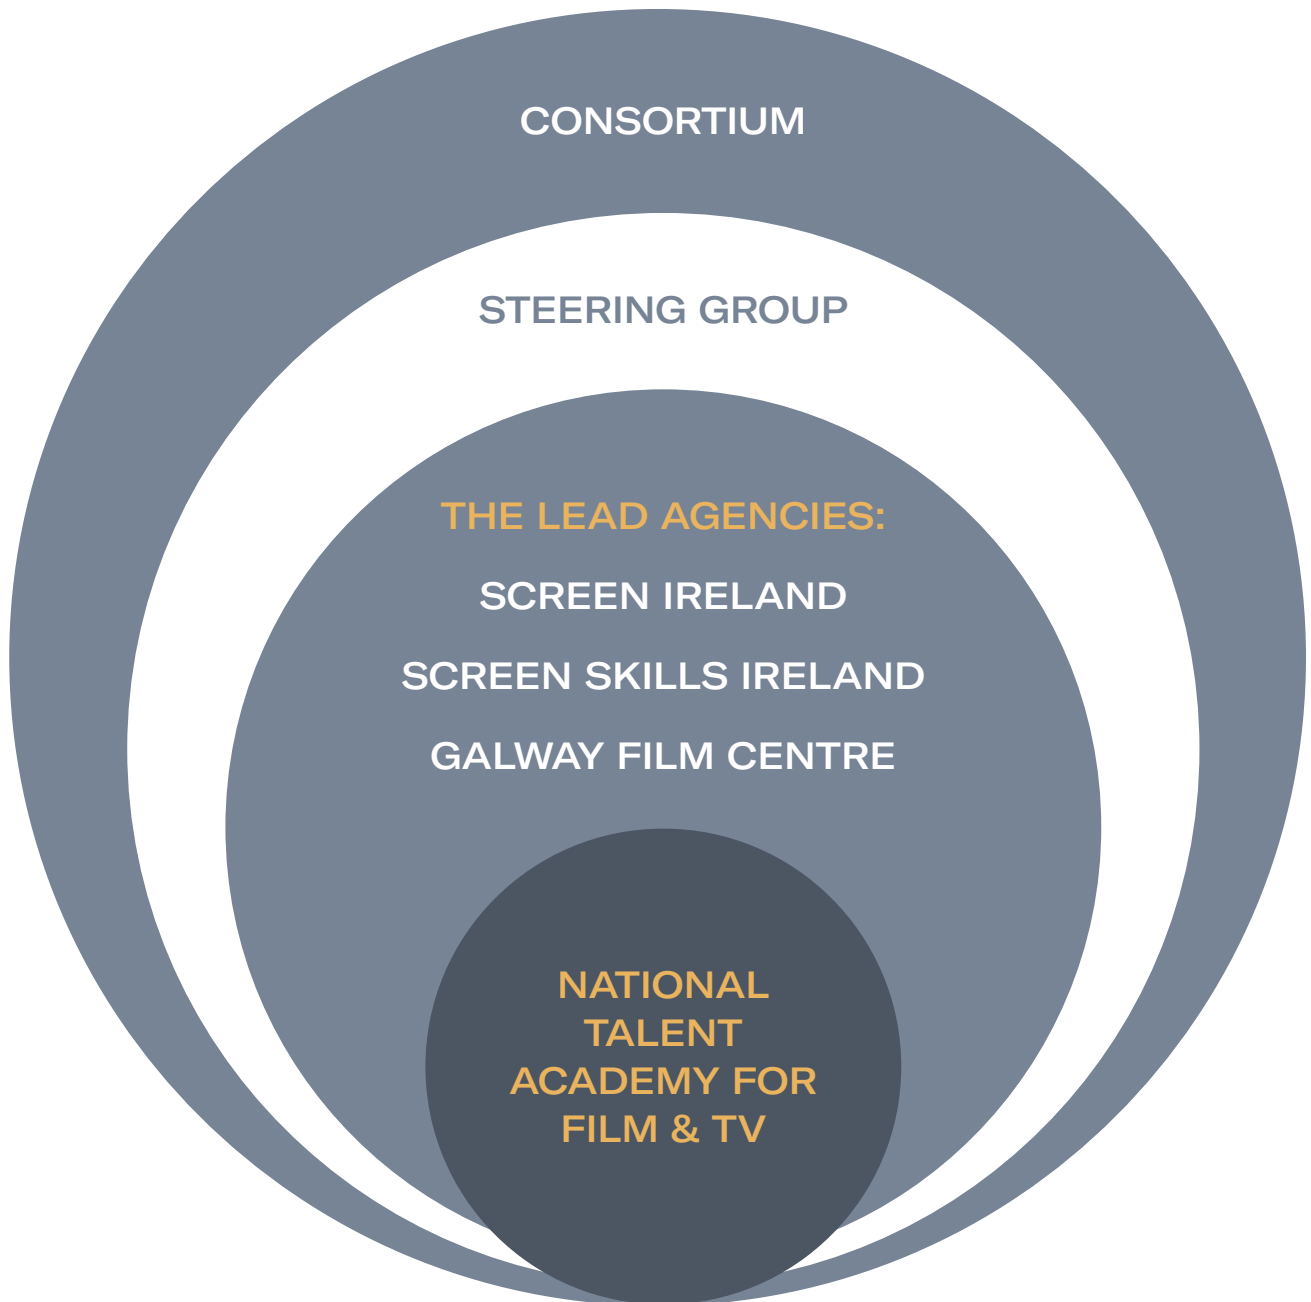 CONSORTIUM
STEERING GROUP
THE LEAD AGENCIES:
SCREEN IRELAND
SCREEN SKILLS IRELAND
GALWAY FILM CENTRE
NATIONAL
TALENT
ACADEMY FOR
FILM & TV